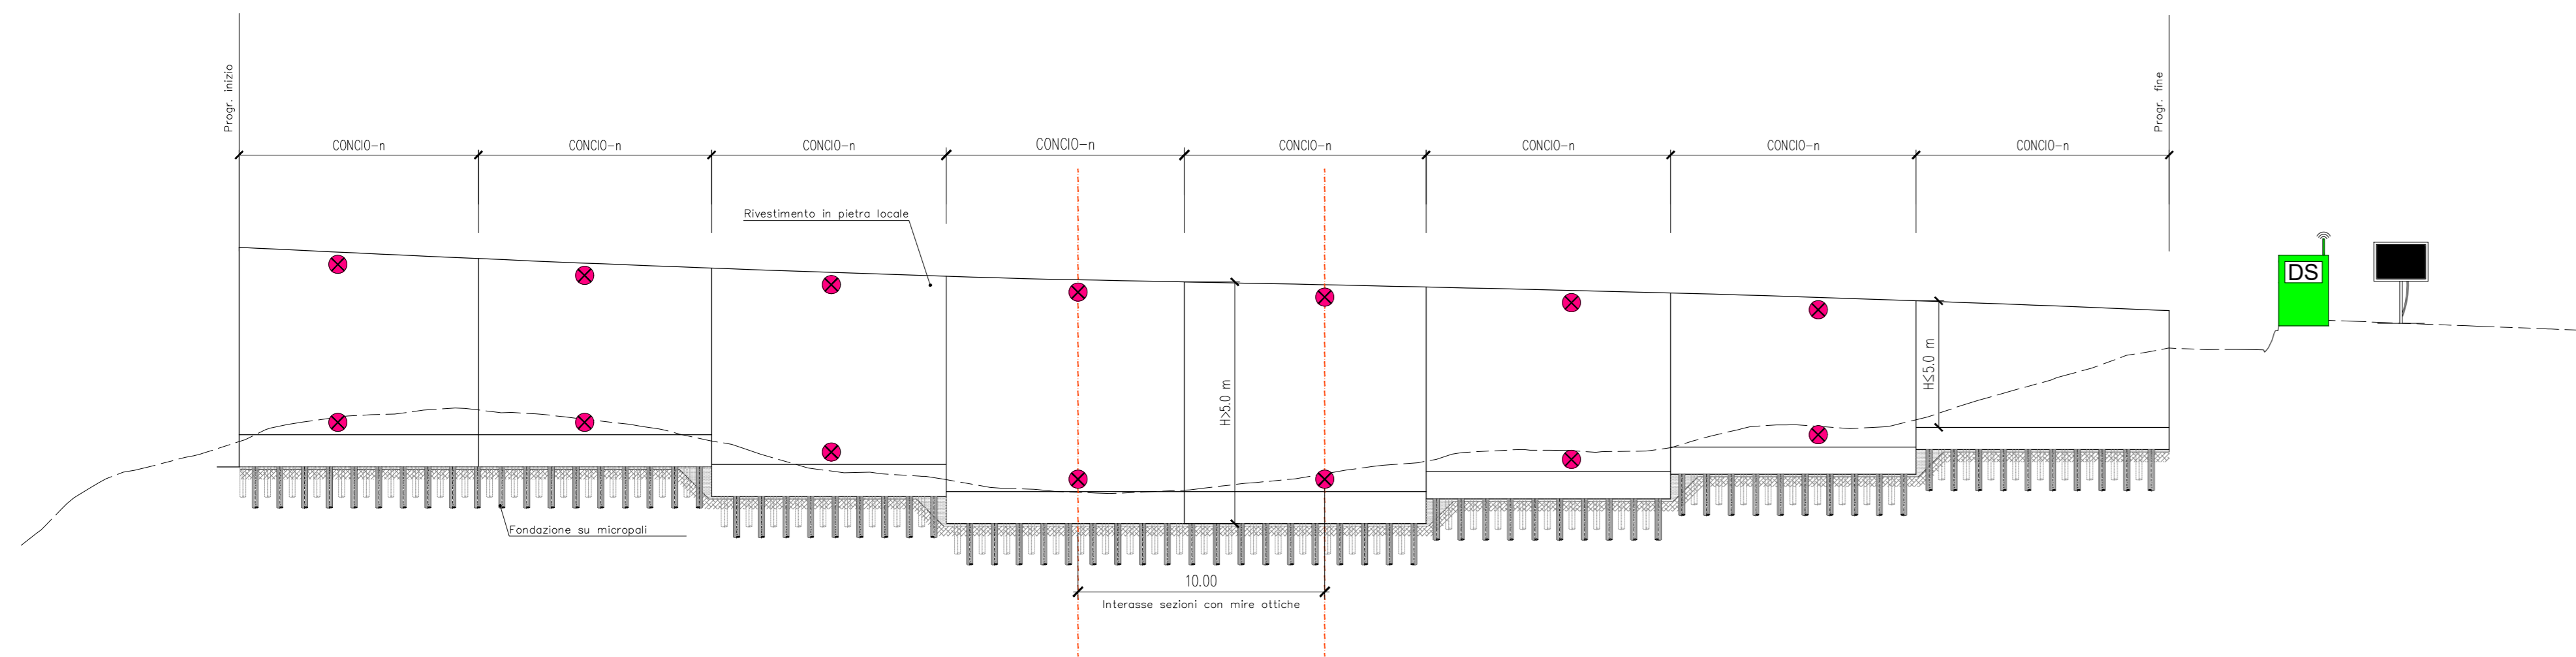 Progr. inizio
Progr. fine
CONCIO-n
CONCIO-n
CONCIO-n
CONCIO-n
CONCIO-n
CONCIO-n
CONCIO-n
CONCIO-n
Rivestimento in pietra locale
DS
H>5.0 m
H≤5.0 m
Fondazione su micropali
10.00
Interasse sezioni con mire ottiche